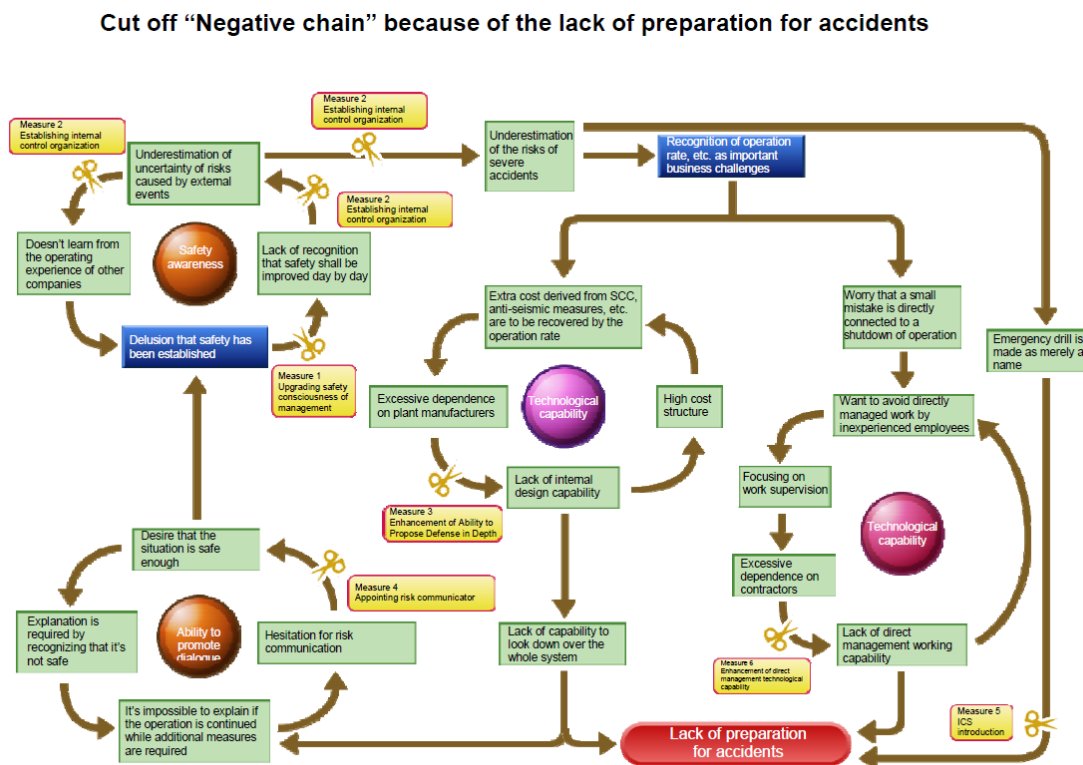 Cut off “Negative chain” because of the lack of preparation for accidents
Measure 2
Establishing internal
control organization
Measure 2
Establishing internal
control organization
Underestimation of
uncertainty of risks
caused by external
events
Underestimation
of the risks of
severe
accidents
Recognition of operation
rate, etc. as important
business challenges
Measure 2
Establishing internal
control organization
Doesn’t learn from
the operating
experience of other
companies
Safety
awareness
Lack of recognition
that safety shall be
improved day by day
Extra cost derived from SCC,
anti-seismic measures, etc.
are to be recovered by the
operation rate
Worry that a small
mistake is directly
connected to a
shutdown of operation
Emergency drill is
made as merely a
name
Delusion that safety has
been established
Measure 1
Upgrading safety
consciousness of
management
Excessive dependence
on plant manufacturers
Technological
capability
High cost
structure
Want to avoid directly
managed work by
inexperienced employees
Lack of internal
design capability
Focusing on
work supervision
Measure 3
Enhancement of Ability to
Propose Defense in Depth
Technological
capability
Desire that the
situation is safe
enough
Excessive
dependence on
contractors
Measure 4
Appointing risk communicator
Explanation is
required by
recognizing that it's
not safe
Ability to
promote
dialogue
Hesitation for risk
communication
Lack of capability to
look down over the
whole system
Lack of direct
management working
capability
Measure 6
Enhancement of direct
management technological
capability
It's impossible to explain if
the operation is continued
while additional measures
are required
Lack of preparation
for accidents
Measure 5
ICS
introduction